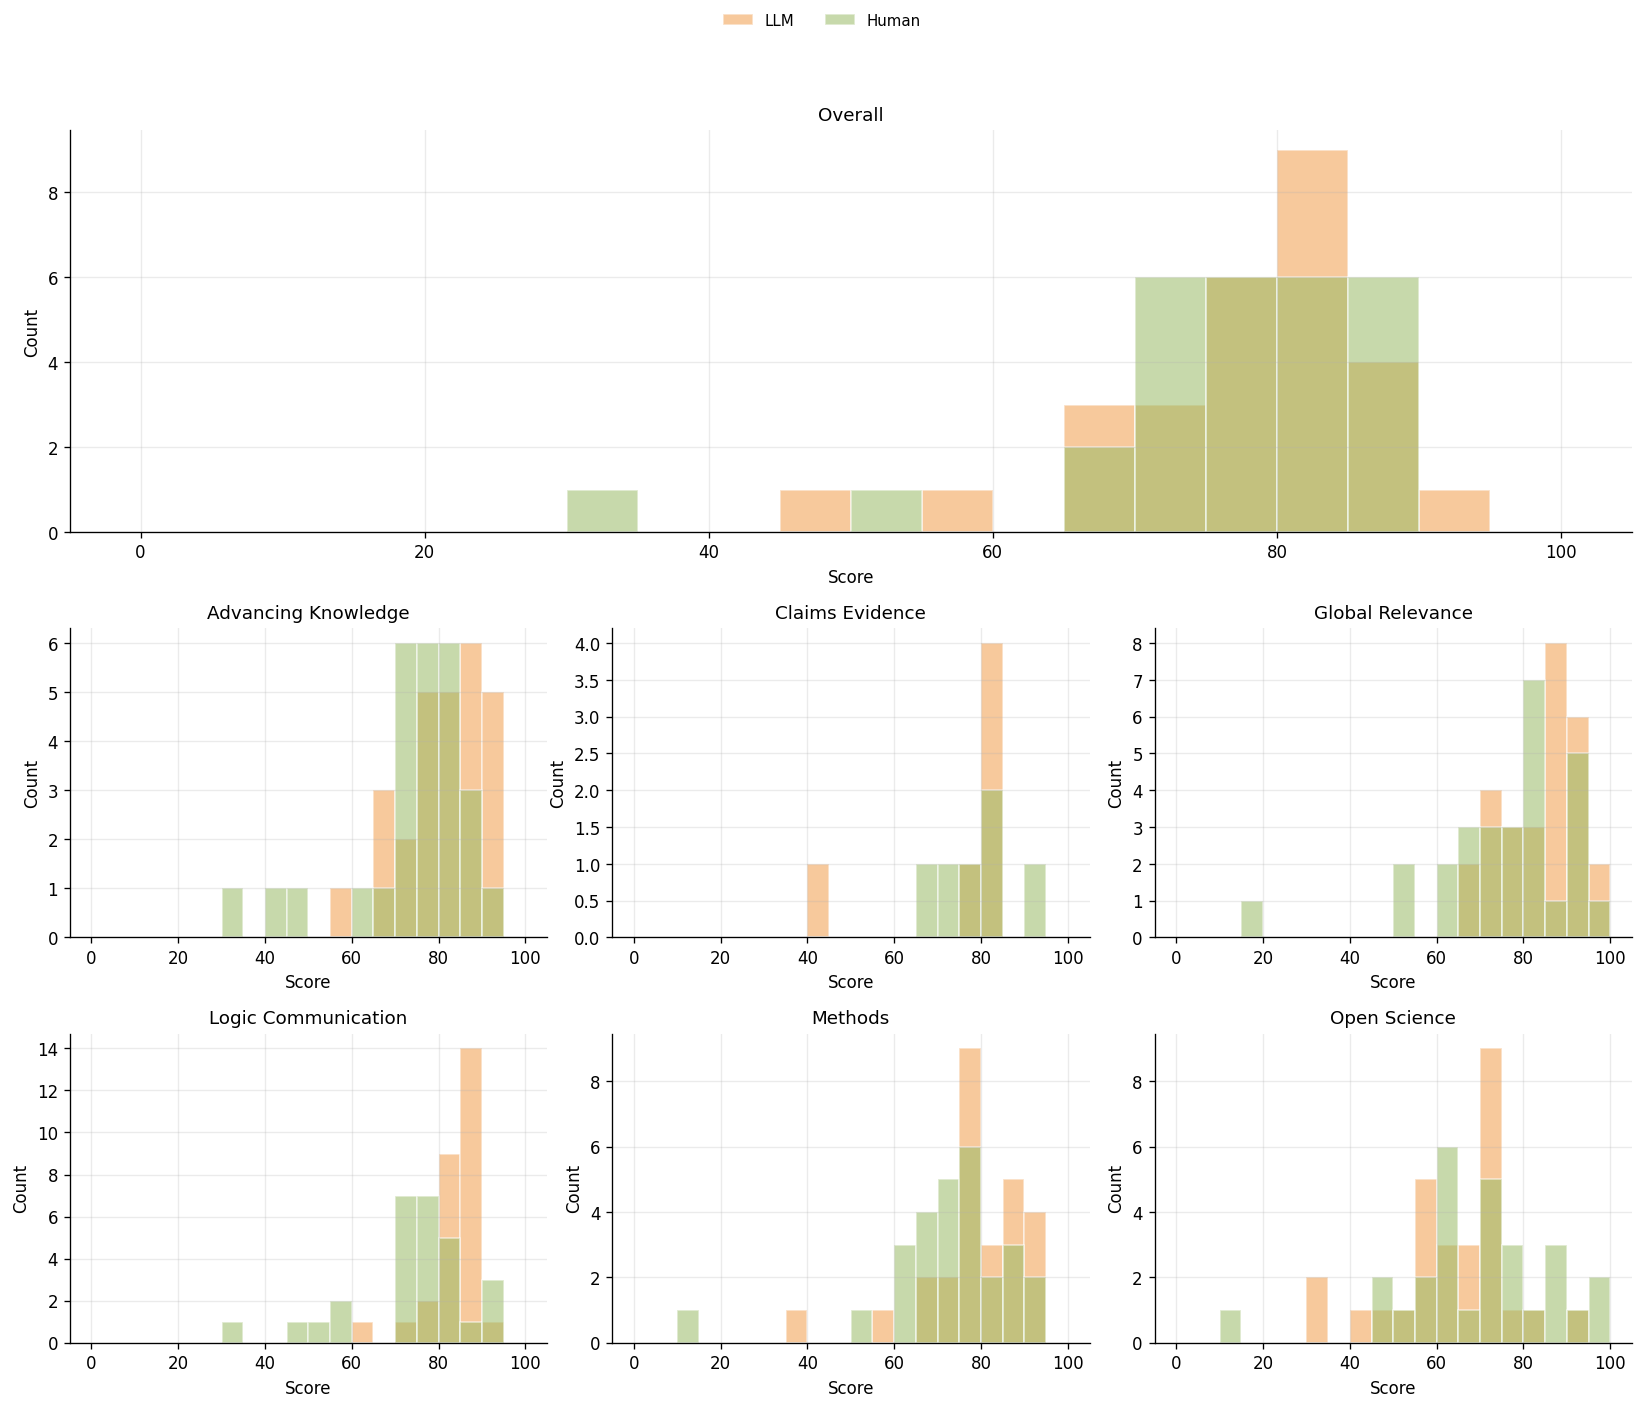 LLM Human
Overall
8
6
4
2
0
Count
0 20 40 60 80 100
Score
Advancing Knowledge
6
5
4
3
2
1
0
Count
0 20 40 60 80 100
Score
Claims Evidence
4.0
3.5
3.0
2.5
2.0
1.5
1.0
0.5
0.0
Count
0 20 40 60 80 100
Score
Global Relevance
8
7
6
5
4
3
2
1
0
Count
0 20 40 60 80 100
Score
Logic Communication
14
12
10
8
6
4
2
0
Count
0 20 40 60 80 100
Score
Methods
8
6
4
2
0
Count
0 20 40 60 80 100
Score
Open Science
8
6
4
2
0
Count
0 20 40 60 80 100
Score